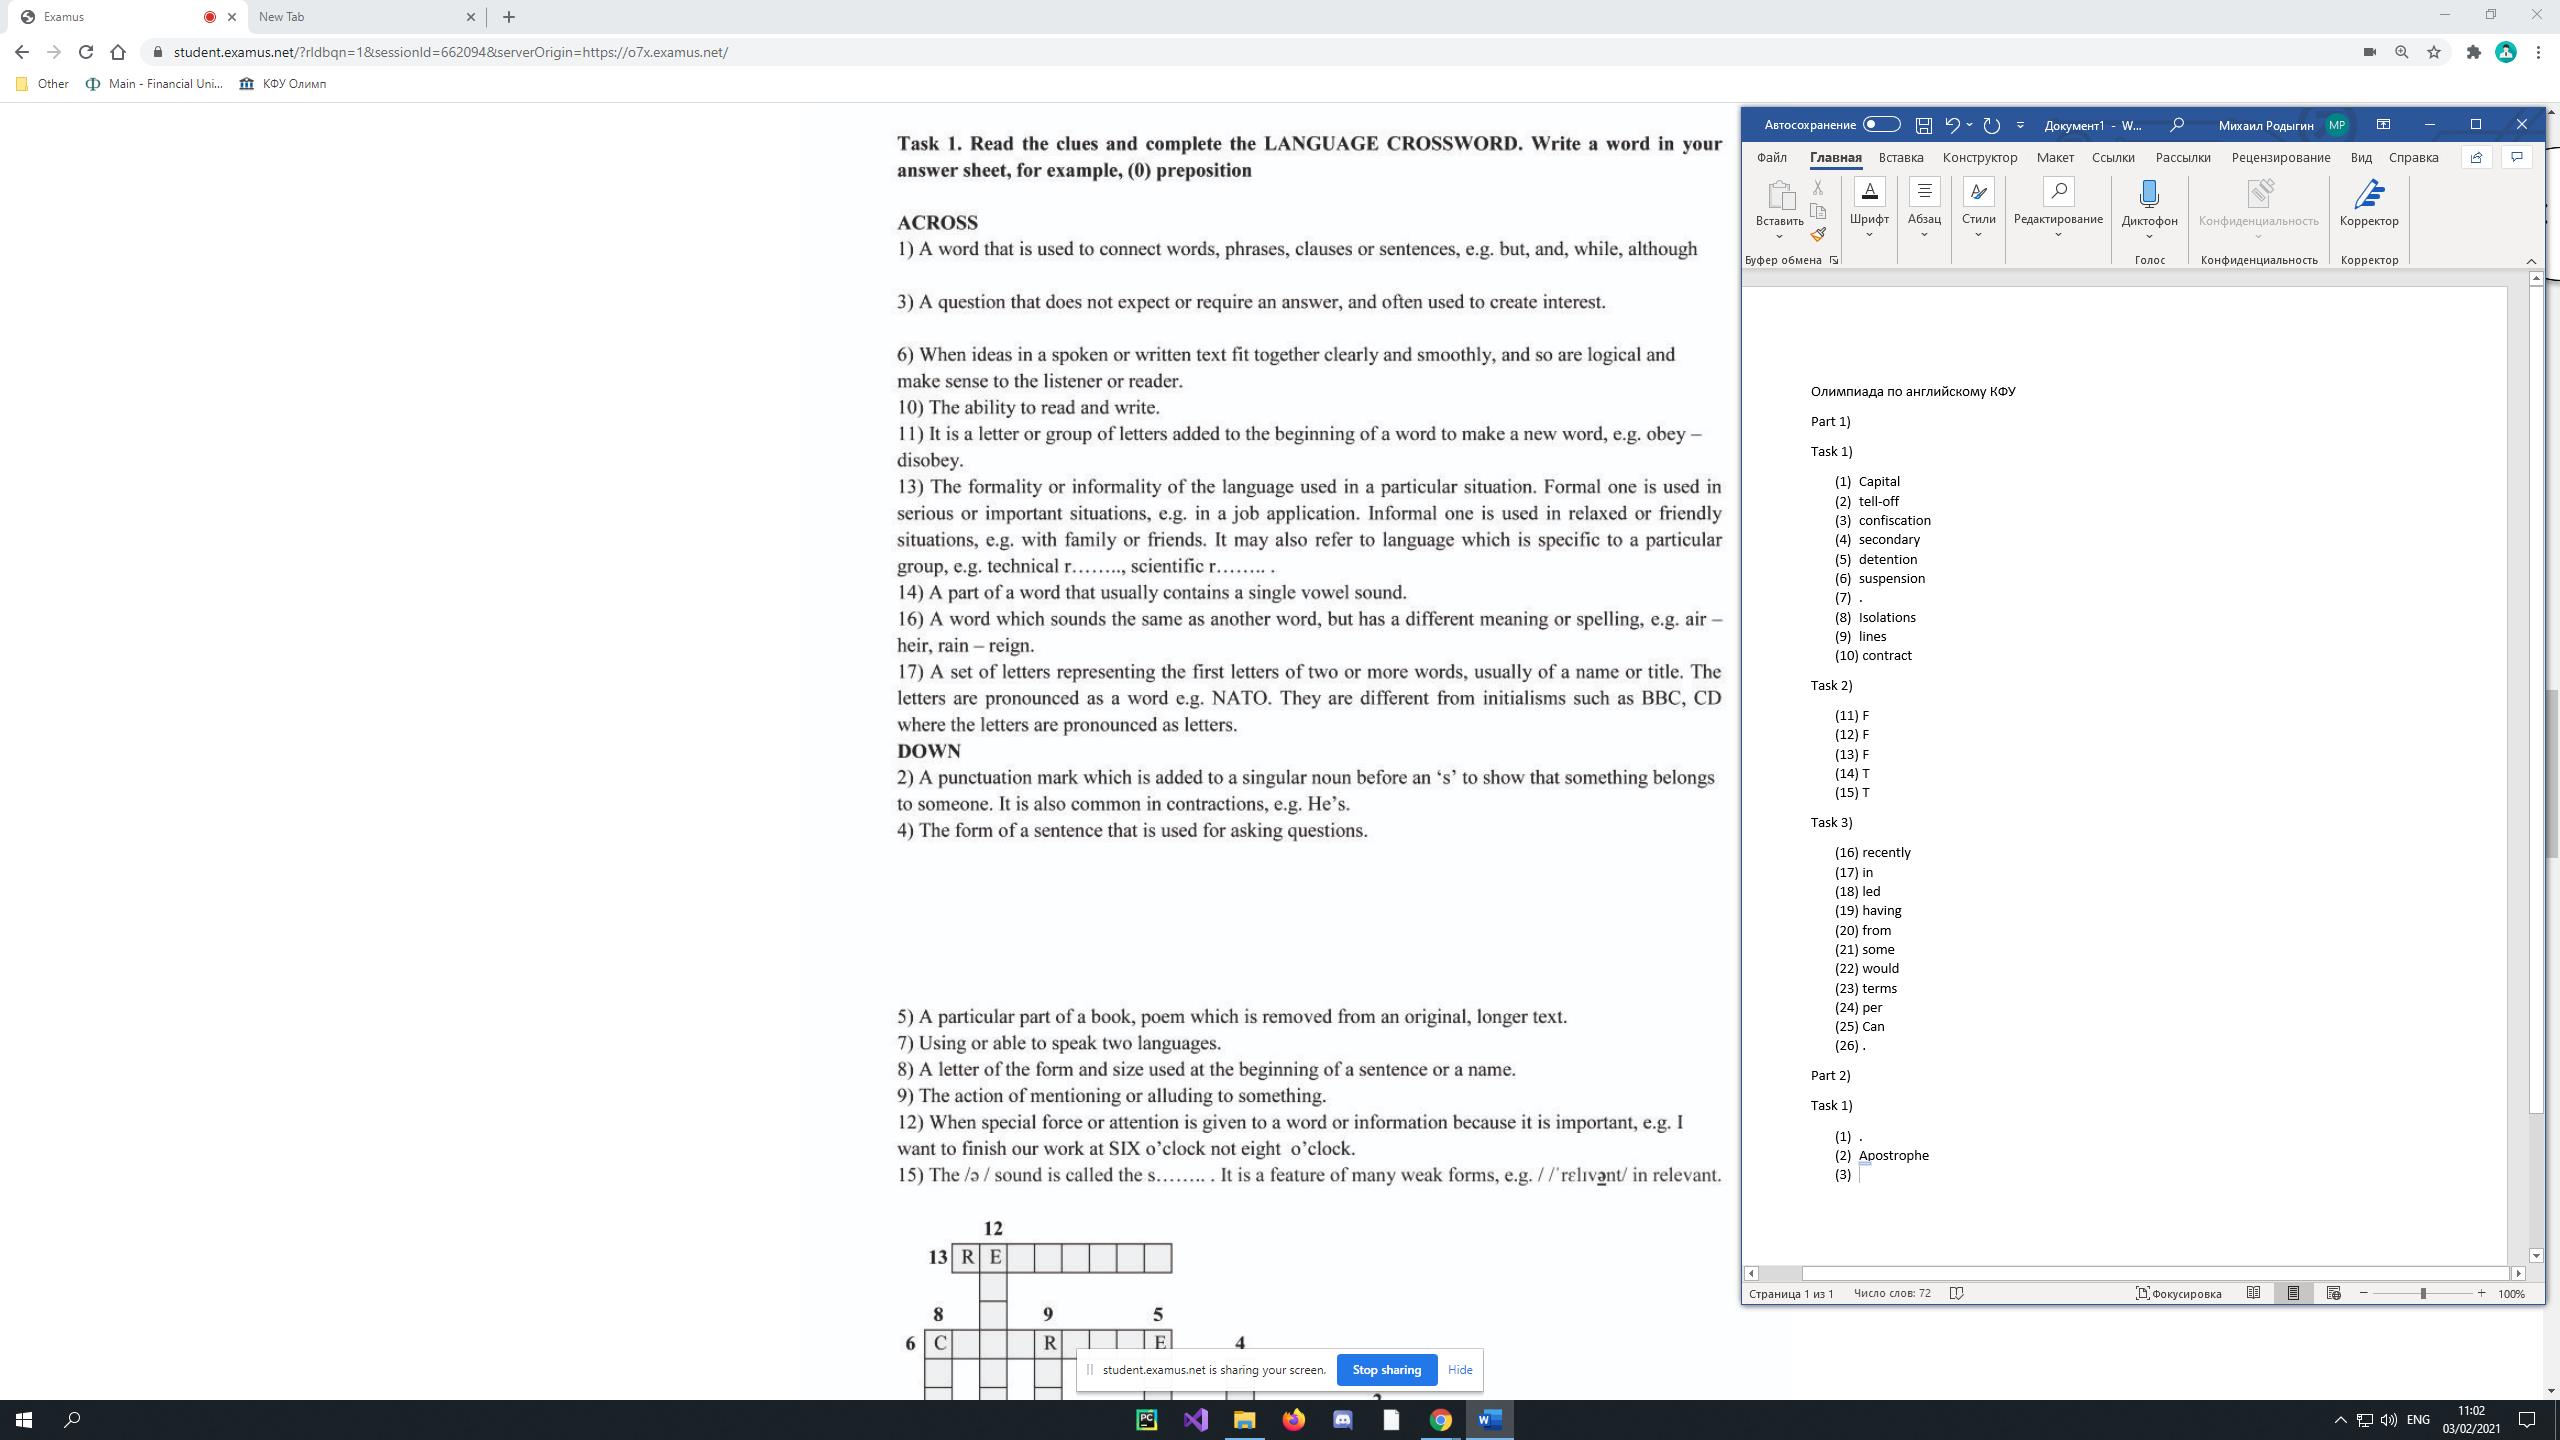 Examus
New Tab
student.examus.net/?rldbqn=1&sessionId=662094&serverOrigin=https://o7x.examus.net/
Other
Main - Financial Uni...
КФУ Олимп
Task 1. Read the clues and complete the LANGUAGE CROSSWORD. Write a word in your
answer sheet, for example, (0) preposition
ACROSS
1) A word that is used to connect words, phrases, clauses or sentences, e.g. but, and, while, although
3) A question that does not expect or require an answer, and often used to create interest.
6) When ideas in a spoken or written text fit together clearly and smoothly, and so are logical and
make sense to the listener or reader.
10) The ability to read and write.
11) It is a letter or group of letters added to the beginning of a word to make a new word, e.g. obey –
disobey.
13) The formality or informality of the language used in a particular situation. Formal one is used in
serious or important situations, e.g. in a job application. Informal one is used in relaxed or friendly
situations, e.g. with family or friends. It may also refer to language which is specific to a particular
group, e.g. technical r…….., scientific r…….. .
14) A part of a word that usually contains a single vowel sound.
16) A word which sounds the same as another word, but has a different meaning or spelling, e.g. air –
heir, rain – reign.
17) A set of letters representing the first letters of two or more words, usually of a name or title. The
letters are pronounced as a word e.g. NATO. They are different from initialisms such as BBC, CD
where the letters are pronounced as letters.
DOWN
2) A punctuation mark which is added to a singular noun before an ‘s’ to show that something belongs
to someone. It is also common in contractions, e.g. He’s.
4) The form of a sentence that is used for asking questions.
5) A particular part of a book, poem which is removed from an original, longer text.
7) Using or able to speak two languages.
8) A letter of the form and size used at the beginning of a sentence or a name.
9) The action of mentioning or alluding to something.
12) When special force or attention is given to a word or information because it is important, e.g. I
want to finish our work at SIX o’clock not eight o’clock.
15) The /ə / sound is called the s…….. . It is a feature of many weak forms, e.g. / /ˈrɛlɪvənt/ in relevant.
12
13 R E
8 9 5
6 C R E 4
2
student.examus.net is sharing your screen.
Stop sharing
Hide
Автосохранение
Документ1 - W...
Михаил Родыгин
МР
Файл
Главная
Вставка
Конструктор
Макет
Ссылки
Рассылки
Рецензирование
Вид
Справка
Вставить
Шрифт
Абзац
Стили
Редактирование
Диктофон
Конфиденциальность
Корректор
Буфер обмена
Голос
Конфиденциальность
Корректор
Олимпиада по английскому КФУ
Part 1)
Task 1)
(1) Capital
(2) tell-off
(3) confiscation
(4) secondary
(5) detention
(6) suspension
(7) .
(8) Isolations
(9) lines
(10) contract
Task 2)
(11) F
(12) F
(13) F
(14) T
(15) T
Task 3)
(16) recently
(17) in
(18) led
(19) having
(20) from
(21) some
(22) would
(23) terms
(24) per
(25) Can
(26) .
Part 2)
Task 1)
(1) .
(2) Apostrophe
(3)
Страница 1 из 1
Число слов: 72
Фокусировка
100%
PC
ENG
11:02
03/02/2021